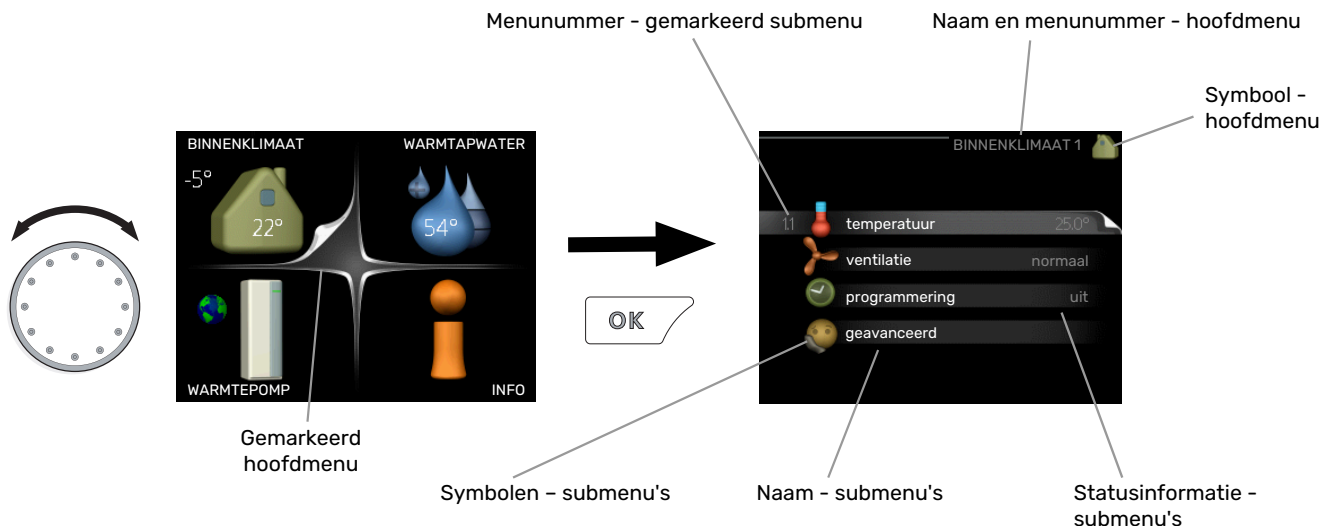 Menunummer - gemarkeerd submenu
Naam en menunummer - hoofdmenu
Symbool -
hoofdmenu
BINNENKLIMAAT
WARMTAPWATER
-5°
22°
54°
WARMTEPOMP
INFO
OK
BINNENKLIMAAT 1
1.1
temperatuur
25.0°
ventilatie
normaal
programmering
uit
geavanceerd
Gemarkeerd
hoofdmenu
Symbolen – submenu's
Naam - submenu's
Statusinformatie -
submenu's